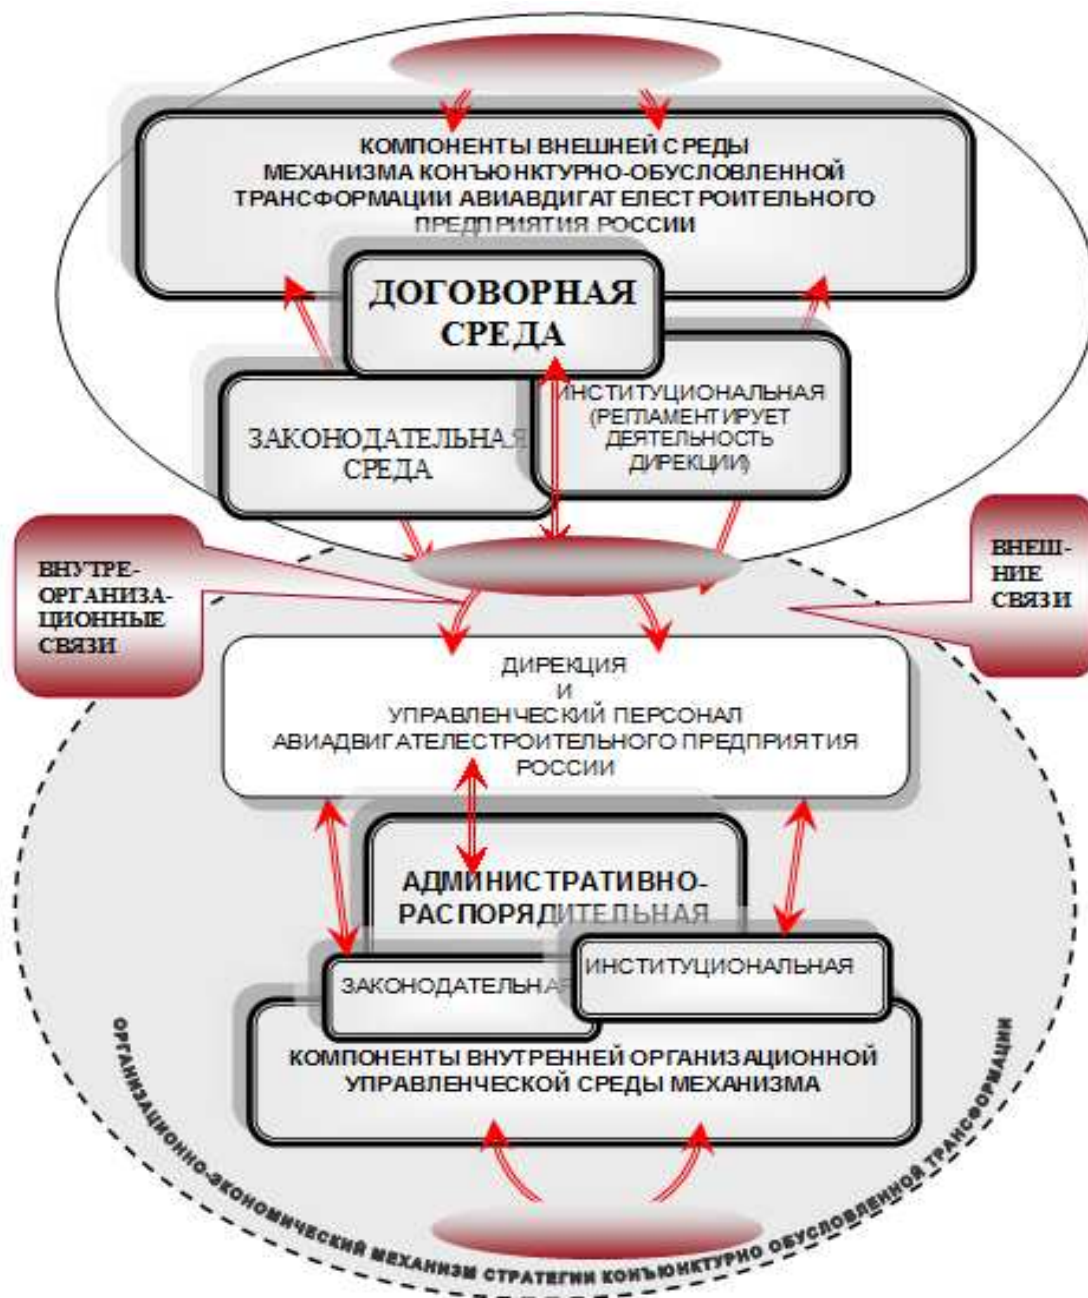 КОМПОНЕНТЫ ВНЕШНЕЙ СРЕДЫ
МЕХАНИЗМА КОНЪЮНКТУРНО-ОБУСЛОВЛЕННОЙ
ТРАНСФОРМАЦИИ АВИАВДИГАТЕЛЕСТРОИТЕЛЬНОГО
ПРЕДПРИЯТИЯ РОССИИ
ДОГОВОРНАЯ
СРЕДА
ЗАКОНОДАТЕЛЬНАЯ
СРЕДА
ИНСТИТУЦИОНАЛЬНАЯ
(РЕГЛАМЕНТИРУЕТ
ДЕЯТЕЛЬНОСТЬ
ДИРЕКЦИИ)
ВНУТРЕ-
ОРГАНИЗА-
ЦИОННЫЕ
СВЯЗИ
ВНЕШ-
НИЕ
СВЯЗИ
ДИРЕКЦИЯ
И
УПРАВЛЕНЧЕСКИЙ ПЕРСОНАЛ
АВИАДВИГАТЕЛЕСТРОИТЕЛЬНОГО ПРЕДПРИЯТИЯ
РОССИИ
АДМИНИСТРАТИВНО-
РАСПОРЯДИТЕЛЬНАЯ
ЗАКОНОДАТЕЛЬНАЯ
ИНСТИТУЦИОНАЛЬНАЯ
КОМПОНЕНТЫ ВНУТРЕННЕЙ ОРГАНИЗАЦИОННОЙ
УПРАВЛЕНЧЕСКОЙ СРЕДЫ МЕХАНИЗМА
ОРГАНИЗАЦИОННО-ЭКОНОМИЧЕСКИЙ МЕХАНИЗМ СТРАТЕГИИ КОНЪЮНКТУРНО ОБУСЛОВЛЕННОЙ ТРАНСФОРМАЦИИ